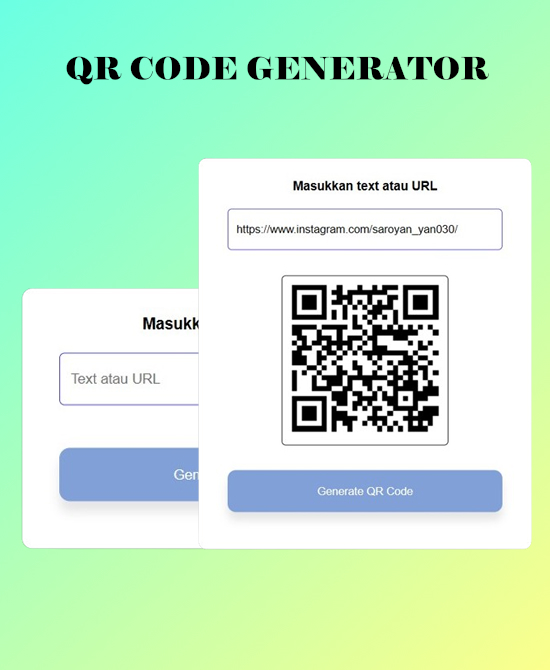 QR CODE GENERATOR
Masukkan text atau URL
https://www.instagram.com/saroyan_yan030/
Generate QR Code
Masukk
Text atau URL
Gen